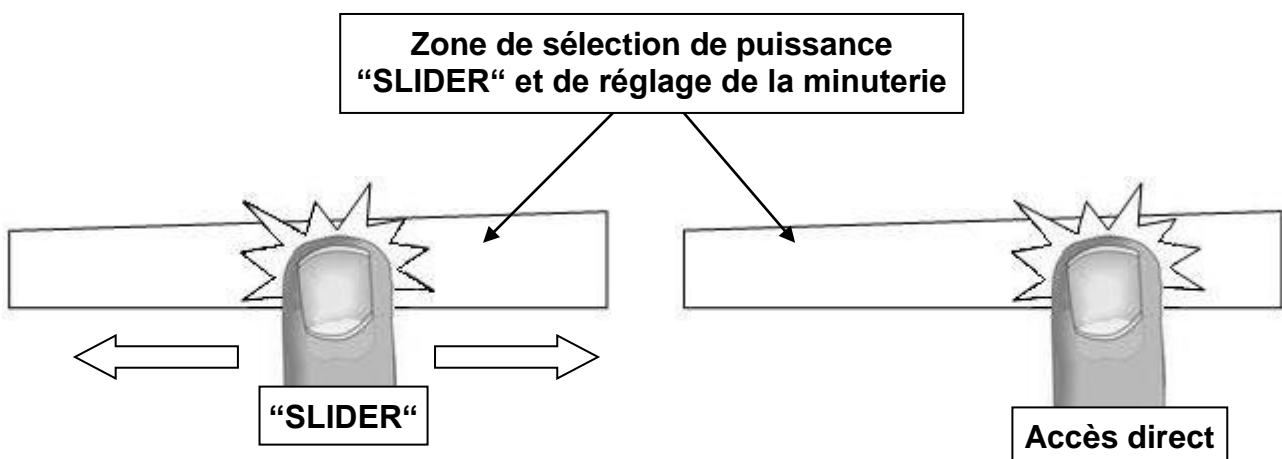 Zone de sélection de puissance
“SLIDER“ et de réglage de la minuterie
“SLIDER“
Accès direct